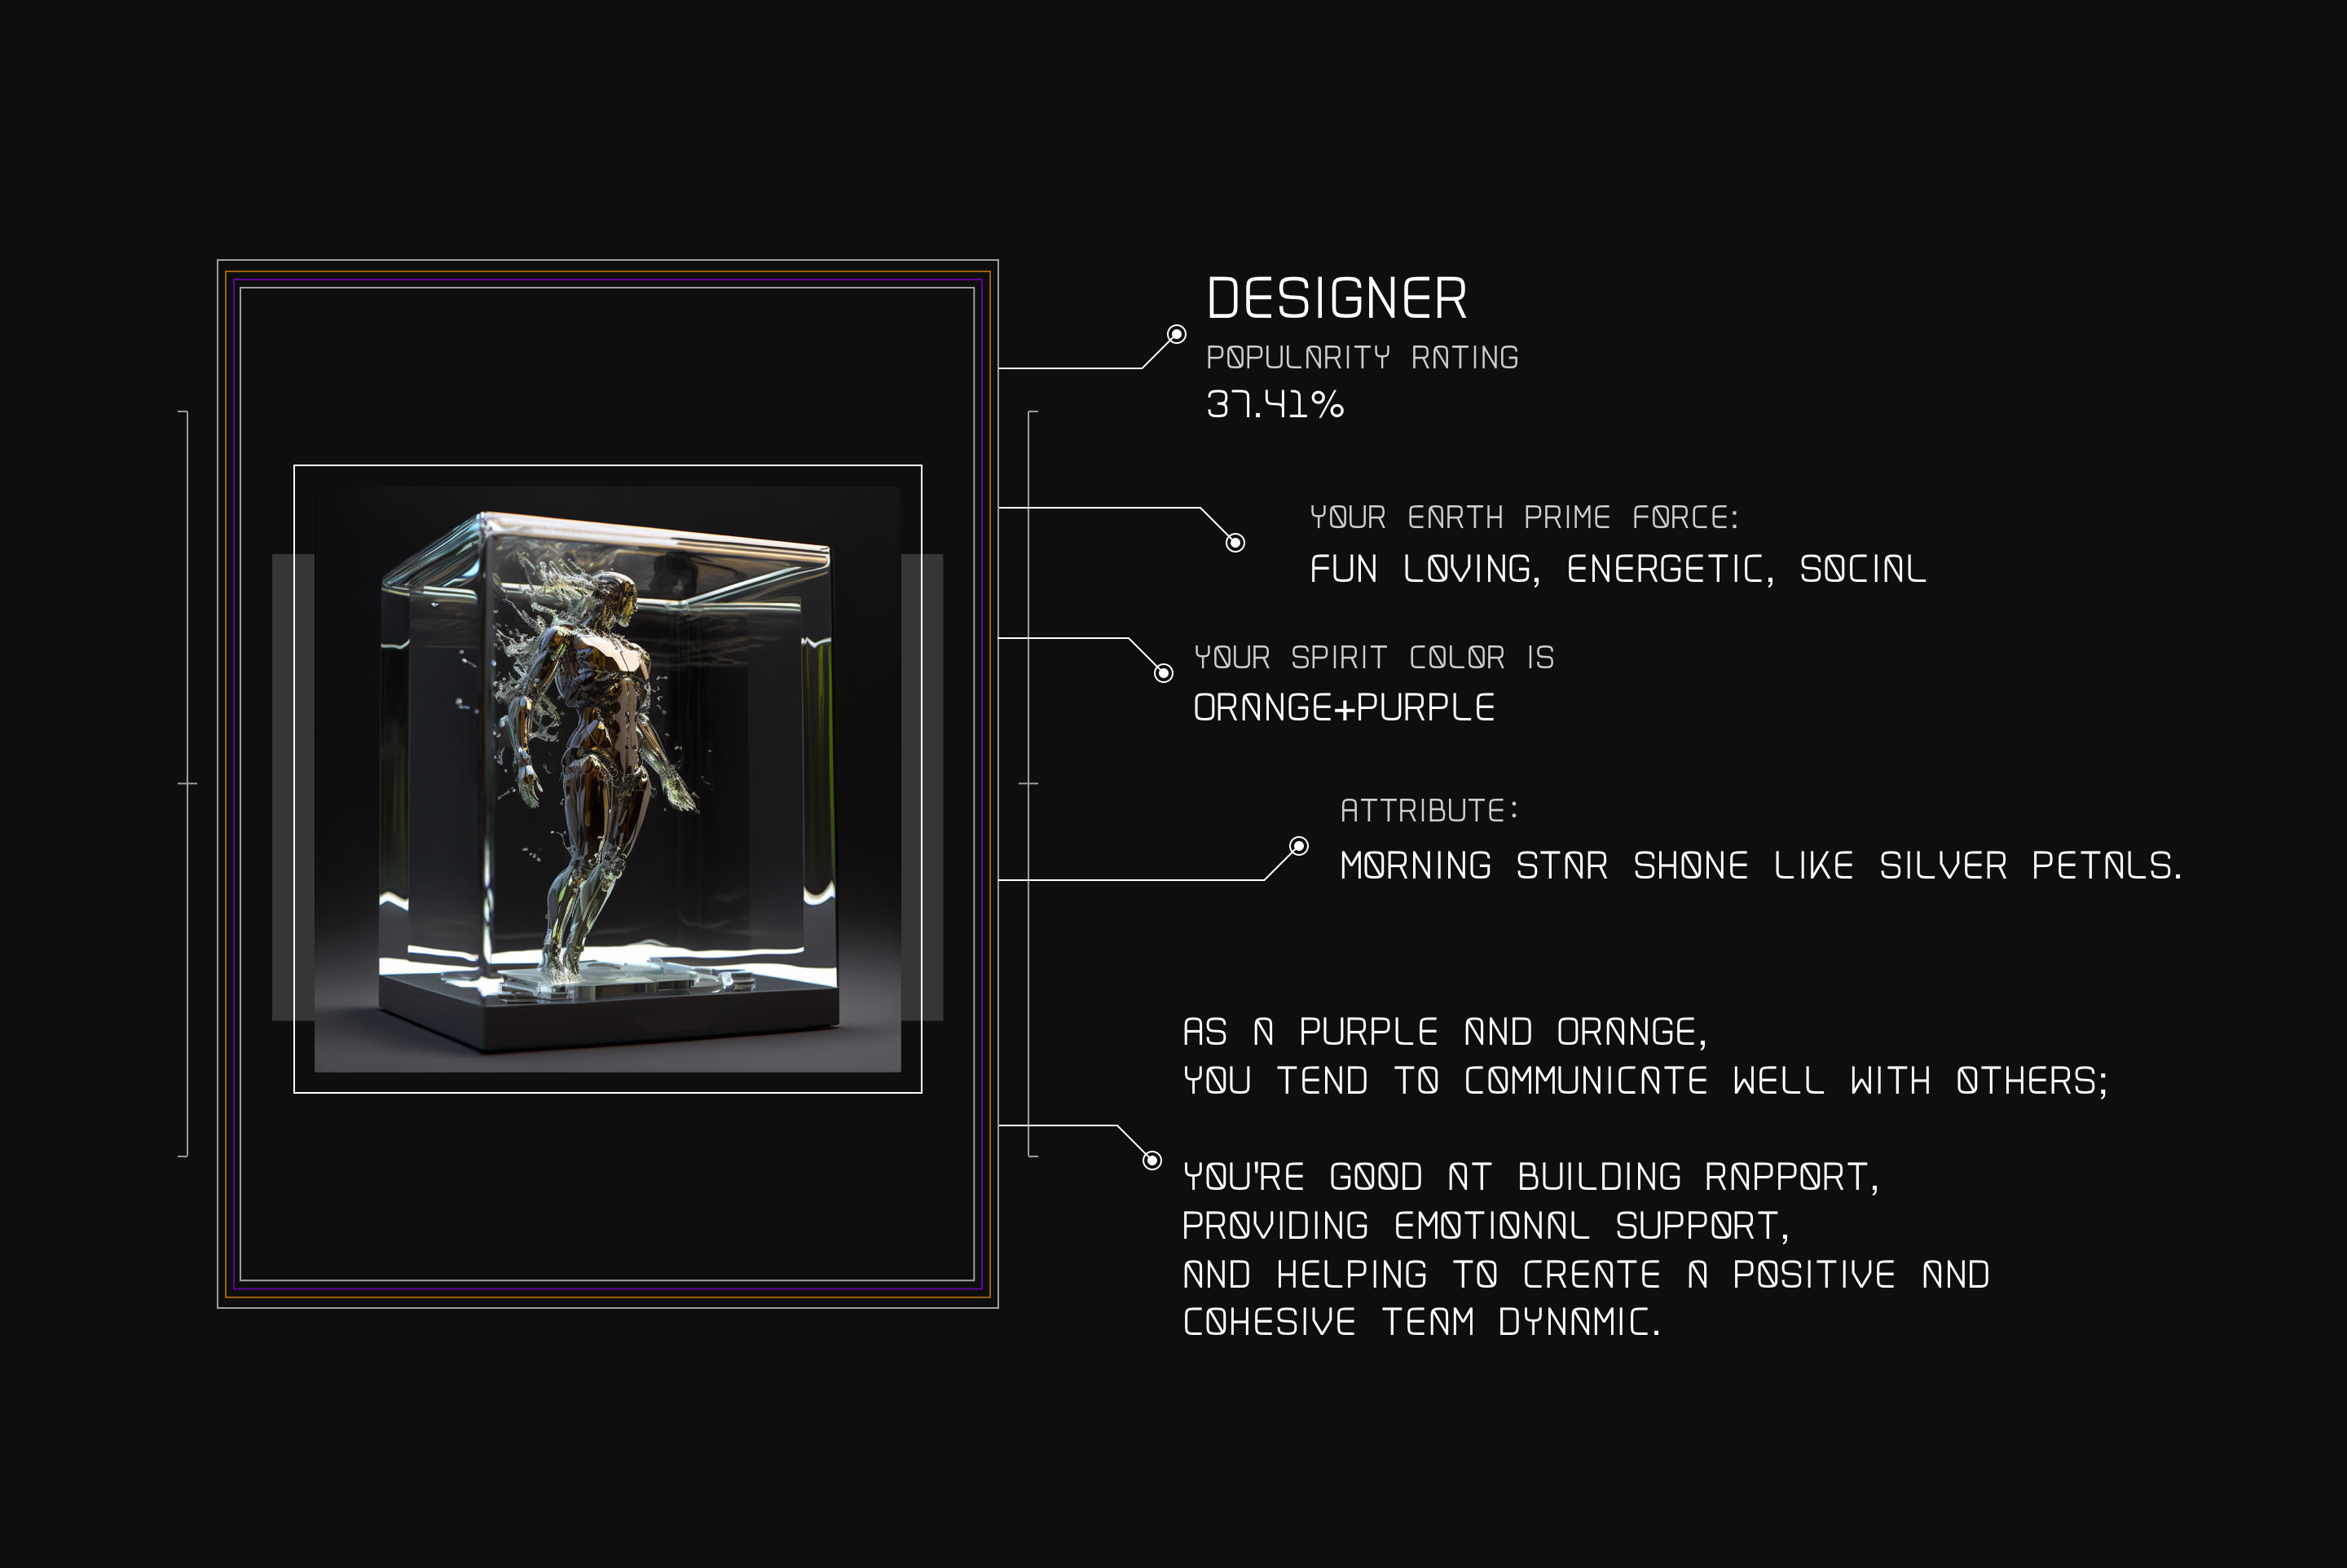 DESIGNER
POPULARITY RATING
37.41%
YOUR EARTH PRIME FORCE:
FUN LOVING, ENERGETIC, SOCIAL
YOUR SPIRIT COLOR IS
ORANGE+PURPLE
ATTRIBUTE:
MORNING STAR SHONE LIKE SILVER PETALS.
AS A PURPLE AND ORANGE,
YOU TEND TO COMMUNICATE WELL WITH OTHERS;
YOU'RE GOOD AT BUILDING RAPPORT,
PROVIDING EMOTIONAL SUPPORT,
AND HELPING TO CREATE A POSITIVE AND
COHESIVE TEAM DYNAMIC.